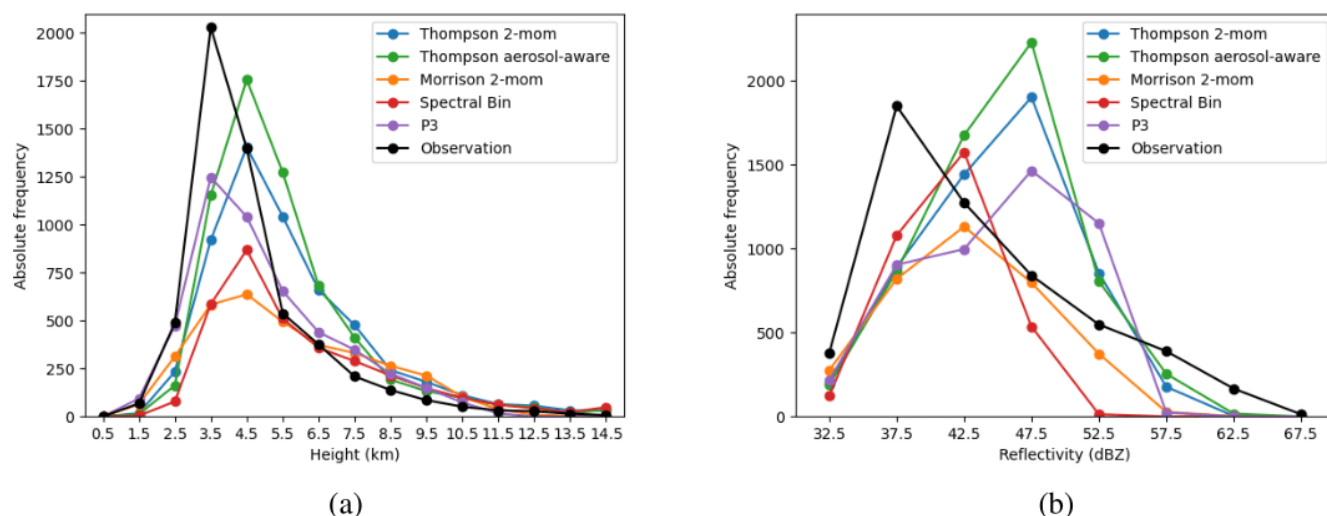 Absolute frequency
2000
1750
1500
1250
1000
750
500
250
0
Thompson 2-mom
Thompson aerosol-aware
Morrison 2-mom
Spectral Bin
P3
Observation
0.5 1.5 2.5 3.5 4.5 5.5 6.5 7.5 8.5 9.5 10.5 11.5 12.5 13.5 14.5
Height (km)
(a)
Absolute frequency
2000
1500
1000
500
0
Thompson 2-mom
Thompson aerosol-aware
Morrison 2-mom
Spectral Bin
P3
Observation
32.5 37.5 42.5 47.5 52.5 57.5 62.5 67.5
Reflectivity (dBZ)
(b)